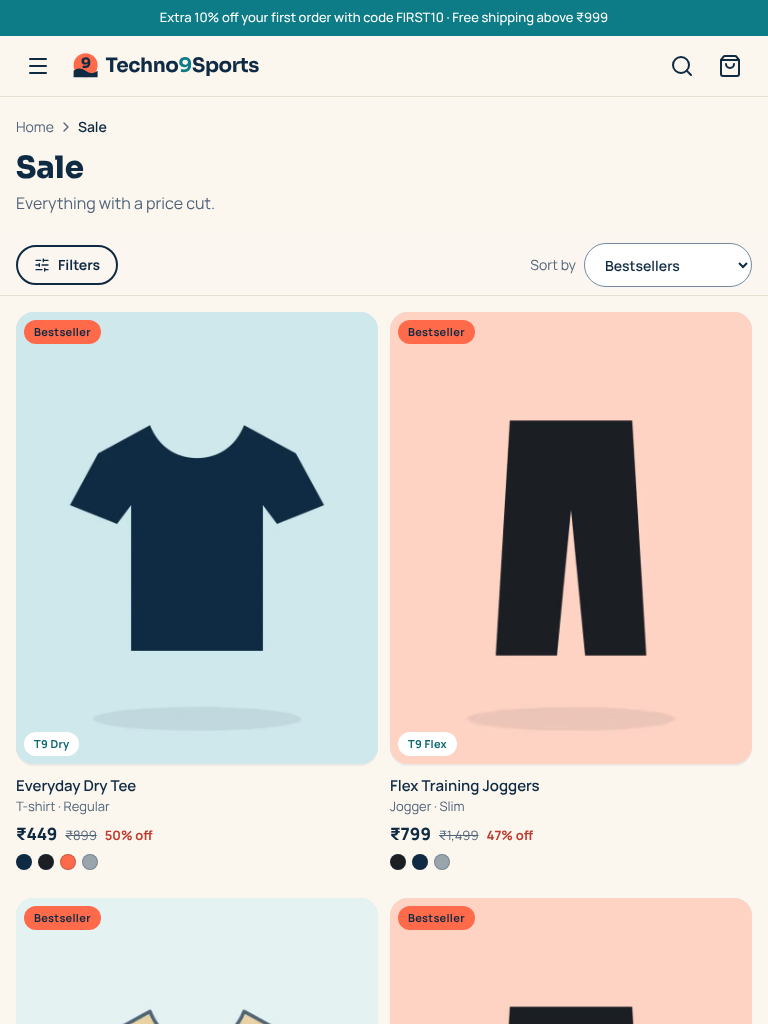 Extra 10% off your first order with code FIRST10 · Free shipping above ₹999
9 Techno9Sports
Home > Sale
Sale
Everything with a price cut.
Filters
Sort by Bestsellers
Bestseller
T9 Dry
Everyday Dry Tee
T-shirt · Regular
₹449 ₹899 50% off
Bestseller
T9 Flex
Flex Training Joggers
Jogger · Slim
₹799 ₹1,499 47% off
Bestseller
Bestseller